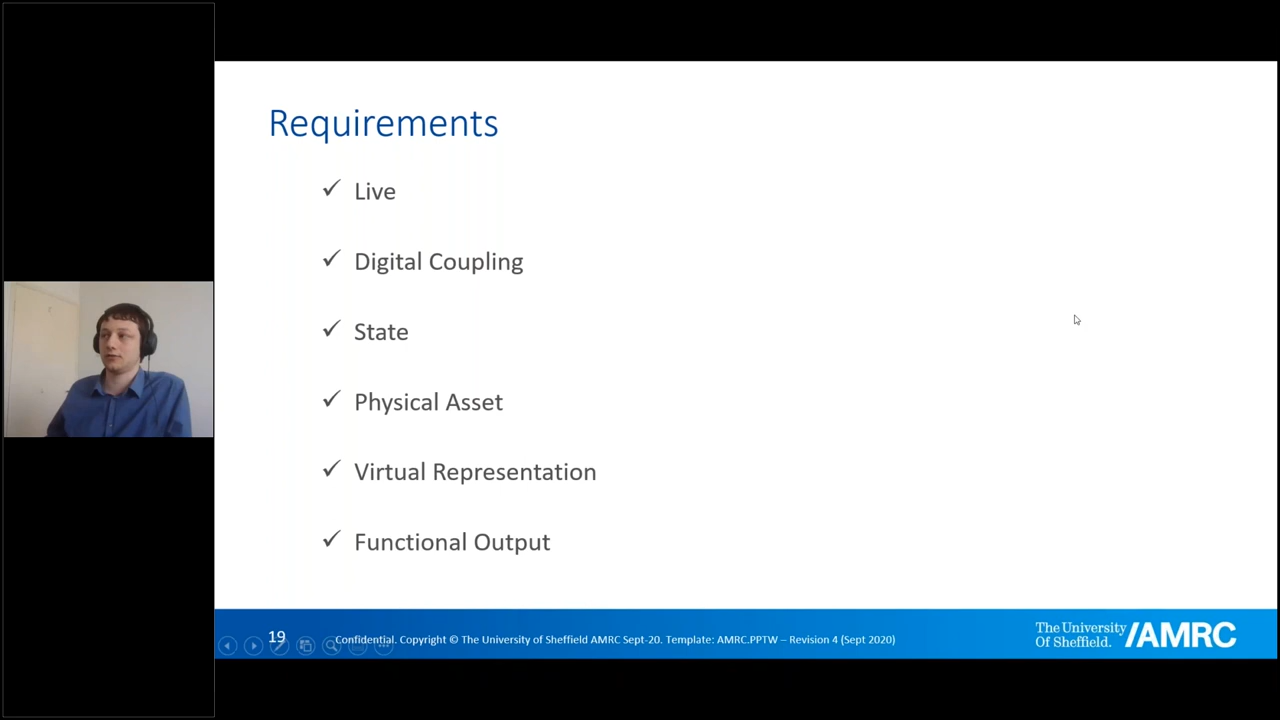 Requirements
✓ Live
✓ Digital Coupling
✓ State
✓ Physical Asset
✓ Virtual Representation
✓ Functional Output
19
Confidential. Copyright © The University of Sheffield AMRC Sept-20. Template: AMRC.PPTW – Revision 4 (Sept 2020)
The University
Of Sheffield.
AMRC